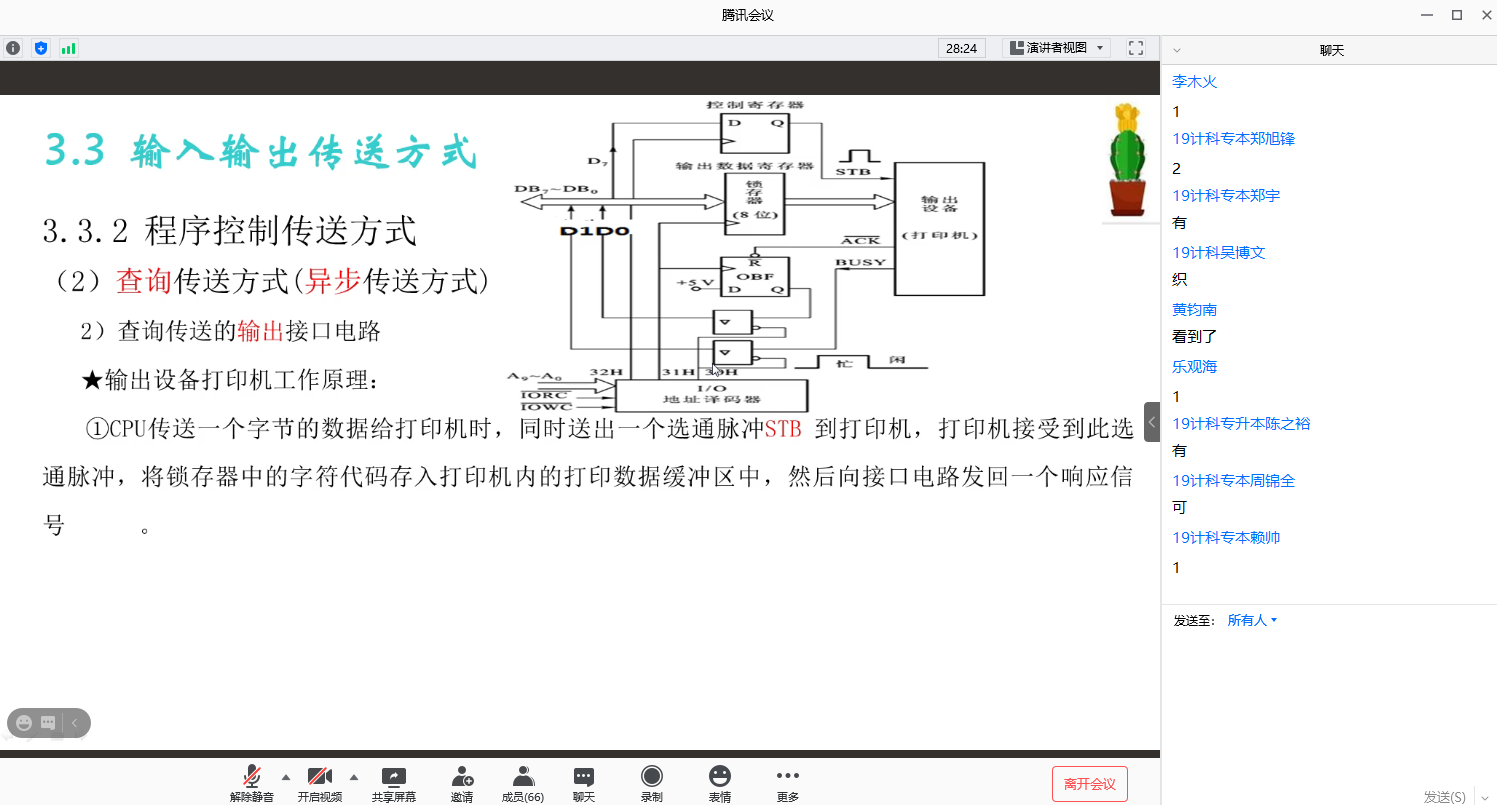 腾讯会议
28:24
演讲者视图
聊天
3.3 输入输出传送方式
3.3.2 程序控制传送方式
（2）查询传送方式(异步传送方式)
2）查询传送的输出接口电路
★输出设备打印机工作原理：
①CPU传送一个字节的数据给打印机时，同时送出一个选通脉冲STB 到打印机，打印机接受到此选
通脉冲，将锁存器中的字符代码存入打印机内的打印数据缓冲区中，然后向接口电路发回一个响应信
号 。
控制寄存器
D Q
D7
输出数据寄存器
STB
DB7~DB0
锁
存
器
(8 位)
输出
设备
(打印机)
D1D0
ACK
R
BUSY
OBF
+5 V
D Q
忙 闲
A9~A0
32H 31H 30H
IORC
IOWC
I/O
地址译码器
李木火
1
19计科专本郑旭锋
2
19计科专本郑宇
有
19计科吴博文
织
黄钧南
看到了
乐观海
1
19计科专升本陈之裕
有
19计科专本周锦全
可
19计科专本赖帅
1
发送至： 所有人
发送(S)
解除静音
开启视频
共享屏幕
邀请
成员(66)
聊天
录制
表情
更多
离开会议